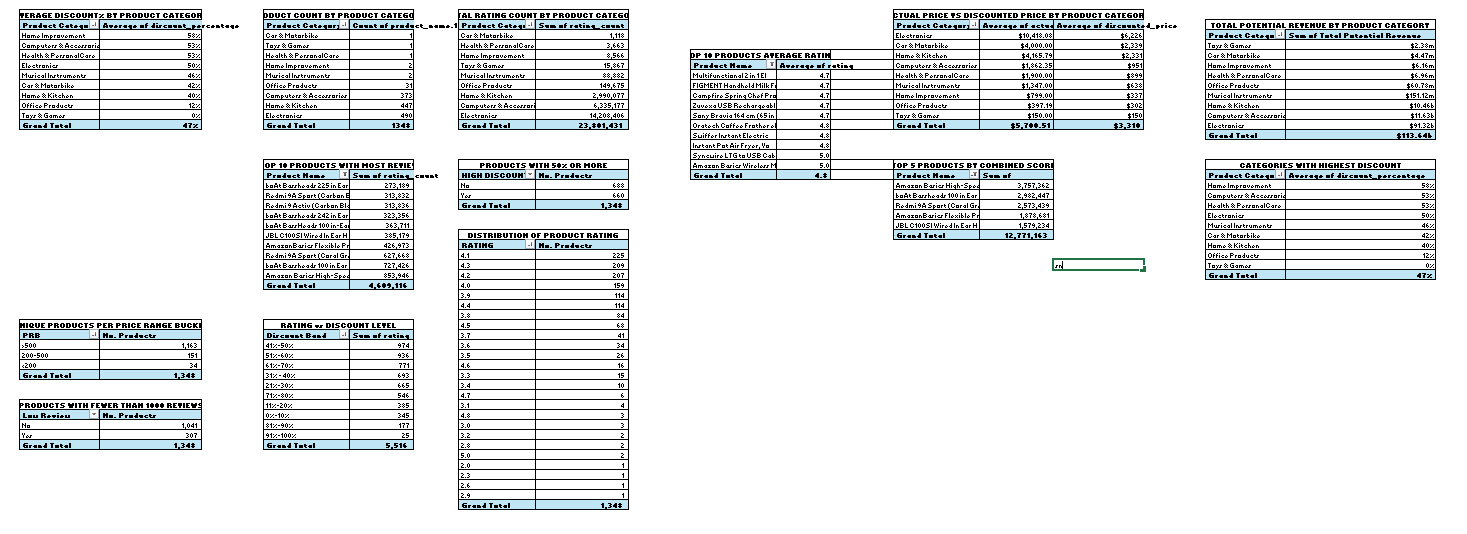 VERAGE DISCOUNT% BY PRODUCT CATEGOR
Product Catego Average of discount_percentage
Home Improvement 58%
Computers & Accessorie 53%
Health & PersonalCare 53%
Electronics 50%
Musical Instruments 46%
Car & Motorbike 42%
Home & Kitchen 40%
Office Products 12%
Toys & Games 0%
Grand Total 47%
DUCT COUNT BY PRODUCT CATEGO
Product Catego Count of product_name.1
Car & Motorbike 1
Toys & Games 1
Health & PersonalCare 1
Home Improvement 2
Musical Instruments 2
Office Products 31
Computers & Accessories 373
Home & Kitchen 447
Electronics 490
Grand Total 1348
AL RATING COUNT BY PRODUCT CATEGO
Product Catego Sum of rating_count
Car & Motorbike 1,118
Health & PersonalCare 3,663
Home Improvement 8,566
Toys & Games 15,867
Musical Instruments 88,882
Office Products 149,675
Home & Kitchen 2,990,077
Computers & Accessorie 6,335,177
Electronics 14,208,406
Grand Total 23,801,431
OP 10 PRODUCTS AVERAGE RATIN
Product Name Average of rating
Multifunctional 2 in 1 El 4.7
FIGMENT Handheld Milk Fr 4.7
Campfire Spring Chef Pro 4.7
Zuvexa USB Rechargeabl 4.7
Sony Bravia 164 cm (65 in 4.7
Oratech Coffee Frother el 4.8
Swiffer Instant Electric 4.8
Instant Pot Air Fryer, Vo 4.8
Syncwire LTG to USB Cab 5.0
Amazon Basics Wireless M 5.0
Grand Total 4.8
CTUAL PRICE VS DISCOUNTED PRICE BY PRODUCT CATEGOR
Product Categor Average of actua Average of discounted_price
Electronics $10,418.08 $6,226
Car & Motorbike $4,000.00 $2,339
Home & Kitchen $4,165.79 $2,331
Computers & Accessorie $1,862.35 $951
Health & PersonalCare $1,900.00 $899
Musical Instruments $1,347.00 $638
Home Improvement $799.00 $337
Office Products $397.19 $302
Toys & Games $150.00 $150
Grand Total $5,700.51 $3,310
TOTAL POTENTIAL REVENUE BY PRODUCT CATEGORY
Product Catego Sum of Total Potential Revenue
Toys & Games $2.38m
Car & Motorbike $4.47m
Home Improvement $6.16m
Health & PersonalCare $6.96m
Office Products $60.78m
Musical Instruments $151.12m
Home & Kitchen $10.46b
Computers & Accessorie $11.63b
Electronics $91.32b
Grand Total $113.64b
OP 10 PRODUCTS WITH MOST REVIEW
Product Name Sum of rating_count
boAt Bassheads 225 in Ear 273,189
Redmi 9A Sport (Carbon B 313,832
Redmi 9 Activ (Carbon Bla 313,836
boAt Bassheads 242 in Ear 323,356
boAt BassHeads 100 in-Ear 363,711
JBL C100SI Wired In Ear H 385,179
AmazonBasics Flexible Pr 426,973
Redmi 9A Sport (Coral Gr 627,668
boAt Bassheads 100 in Ear 727,426
Amazon Basics High-Spee 853,946
Grand Total 4,609,116
PRODUCTS WITH 50% OR MORE
HIGH DISCOUN No. Products
No 688
Yes 660
Grand Total 1,348
TOP 5 PRODUCTS BY COMBINED SCORE
Product Name Sum of
Amazon Basics High-Spee 3,757,362
boAt Bassheads 100 in Ear 2,982,447
Redmi 9A Sport (Coral Gr 2,573,439
AmazonBasics Flexible Pr 1,878,681
JBL C100SI Wired In Ear H 1,579,234
Grand Total 12,771,163
CATEGORIES WITH HIGHEST DISCOUNT
Product Catego Average of discount_percentage
Home Improvement 58%
Computers & Accessorie 53%
Health & PersonalCare 53%
Electronics 50%
Musical Instruments 46%
Car & Motorbike 42%
Home & Kitchen 40%
Office Products 12%
Toys & Games 0%
Grand Total 47%
DISTRIBUTION OF PRODUCT RATING
RATING No. Products
4.1 225
4.3 209
4.2 207
4.0 159
3.9 114
4.4 114
3.8 84
4.5 68
3.7 41
3.6 34
3.5 26
4.6 16
3.3 15
3.4 10
4.7 6
3.1 4
4.8 3
3.0 3
3.2 2
2.8 2
5.0 2
2.0 1
2.3 1
2.6 1
2.9 1
Grand Total 1,348
NIQUE PRODUCTS PER PRICE RANGE BUCKE
PRB No. Products
>500 1,163
200-500 151
<200 34
Grand Total 1,348
RATING vs DISCOUNT LEVEL
Discount Band Sum of rating
41%-50% 974
51%-60% 936
61%-70% 771
31% - 40% 693
21%-30% 665
71%-80% 546
11%-20% 385
0%-10% 345
81%-90% 177
91%-100% 25
Grand Total 5,516
PRODUCTS WITH FEWER THAN 1000 REVIEWS
Low Review No. Products
No 1,041
Yes 307
Grand Total 1,348